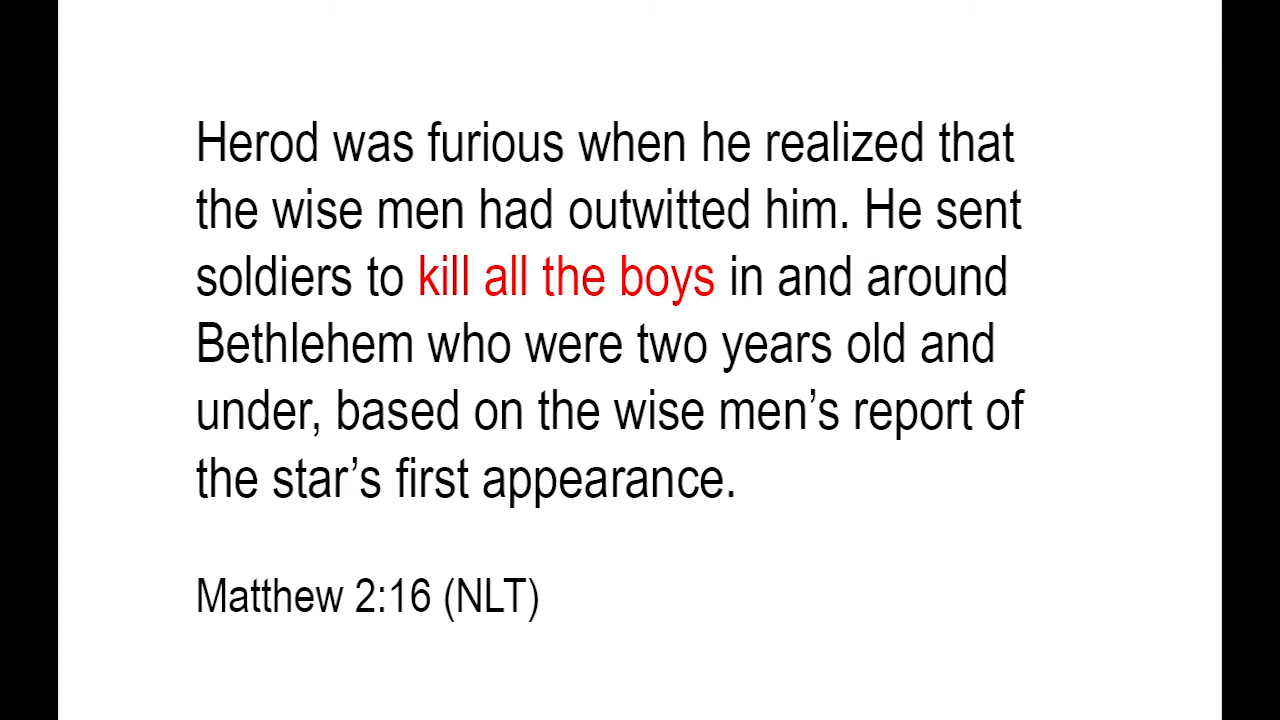 Herod was furious when he realized that
the wise men had outwitted him. He sent
soldiers to kill all the boys in and around
Bethlehem who were two years old and
under, based on the wise men’s report of
the star’s first appearance.
Matthew 2:16 (NLT)